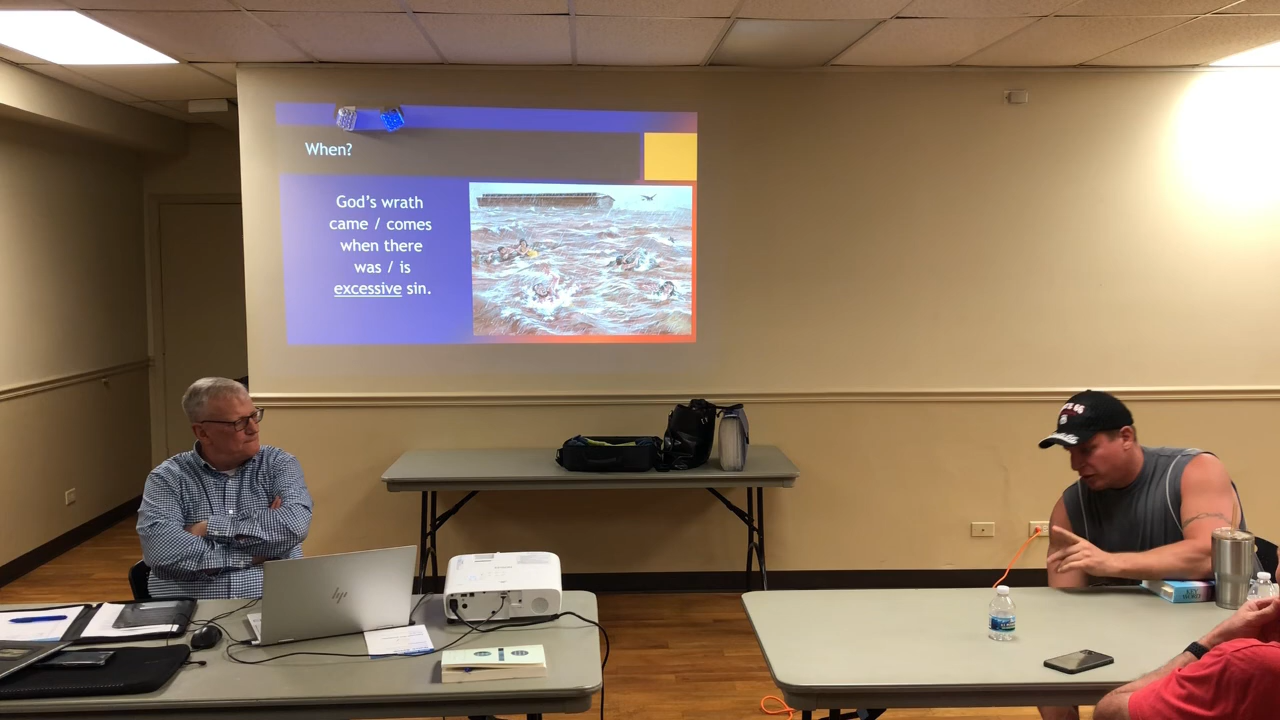 When?
God's wrath
came / comes
when there
was / is
excessive sin.
hp